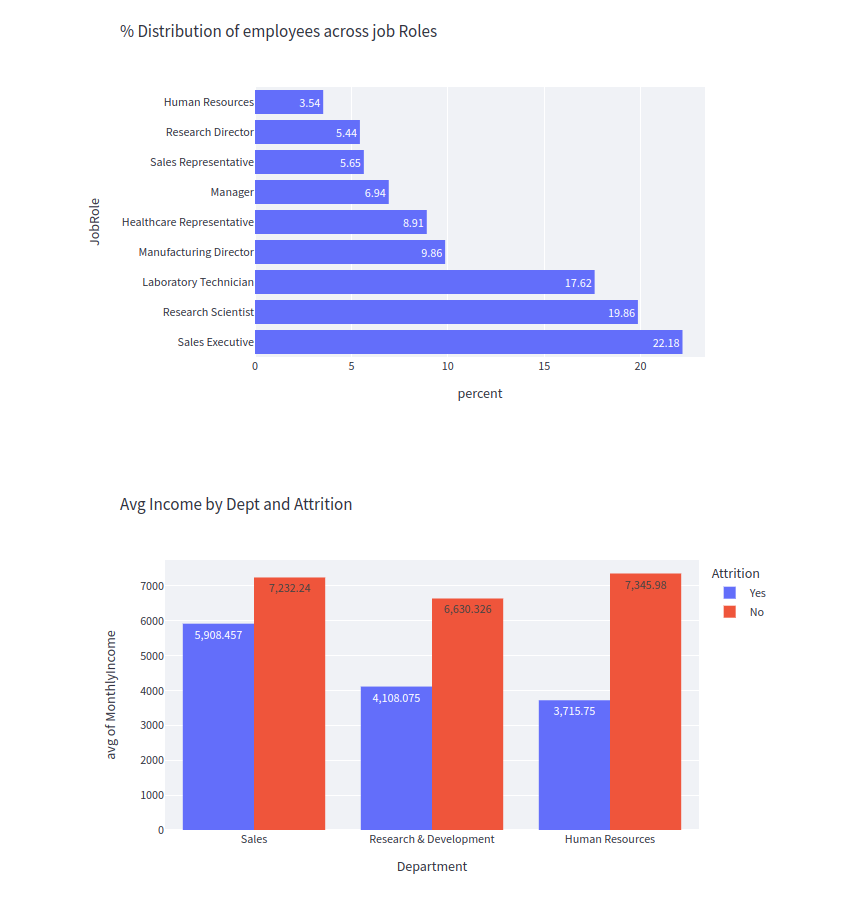 % Distribution of employees across job Roles
JobRole
Human Resources 3.54
Research Director 5.44
Sales Representative 5.65
Manager 6.94
Healthcare Representative 8.91
Manufacturing Director 9.86
Laboratory Technician 17.62
Research Scientist 19.86
Sales Executive 22.18
0 5 10 15 20
percent
Avg Income by Dept and Attrition
avg of MonthlyIncome
7000
6000
5000
4000
3000
2000
1000
0
5,908.457
7,232.24
4,108.075
6,630.326
3,715.75
7,345.98
Attrition
Yes
No
Sales Research & Development Human Resources
Department